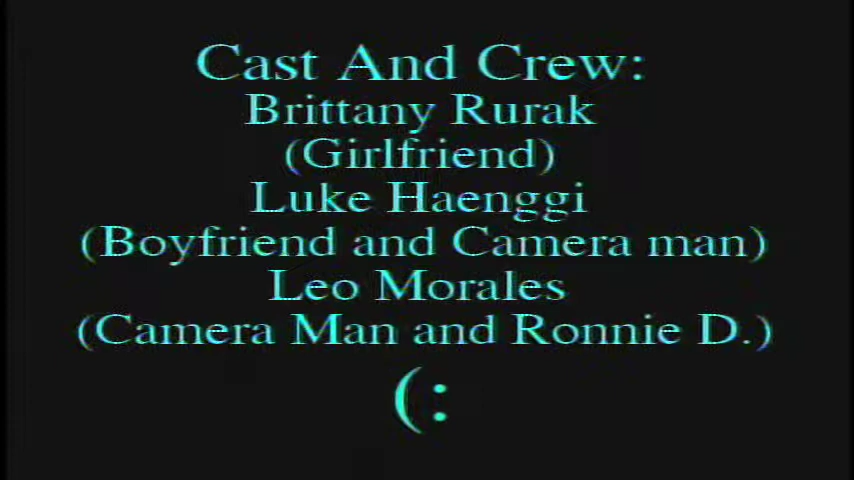 Cast And Crew:
Brittany Rurak
(Girlfriend)
Luke Haenggi
(Boyfriend and Camera man)
Leo Morales
(Camera Man and Ronnie D.)
(: